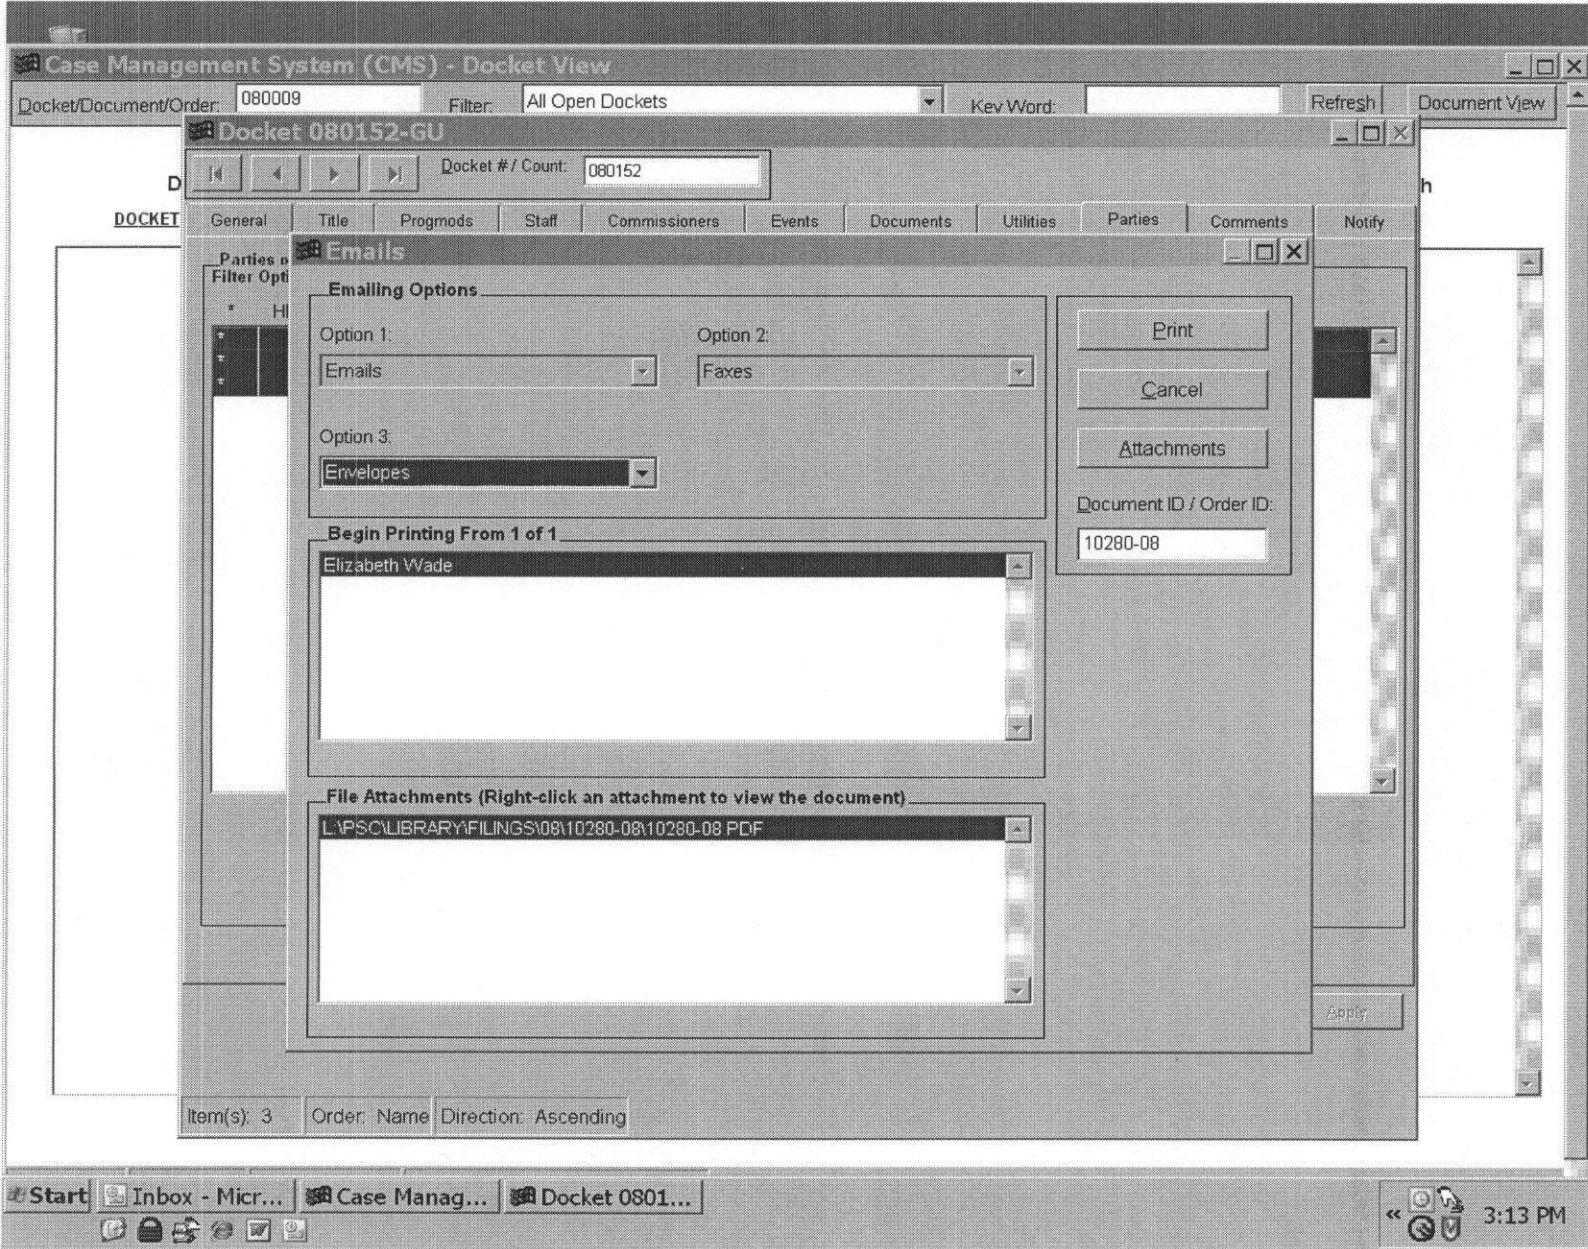 Case Management System (CMS) - Docket View
Docket/Document/Order: 080009 Filter: All Open Dockets Key Word: Refresh Document View
Docket 080152-GU
Docket # / Count: 080152
D h
DOCKET General Title Progmods Staff Commissioners Events Documents Utilities Parties Comments Notify
Emails
Parties
Filter Opti
* HI
Emailing Options
Option 1: Option 2:
Emails Faxes
Option 3:
Envelopes
Print
Cancel
Attachments
Document ID / Order ID:
10280-08
Begin Printing From 1 of 1
Elizabeth Wade
File Attachments (Right-click an attachment to view the document)
L:\PSC\LIBRARY\FILINGS\08\10280-08\10280-08.PDF
Apply
Item(s): 3 Order: Name Direction: Ascending
Start Inbox - Micr... Case Manag... Docket 0801... « 3:13 PM